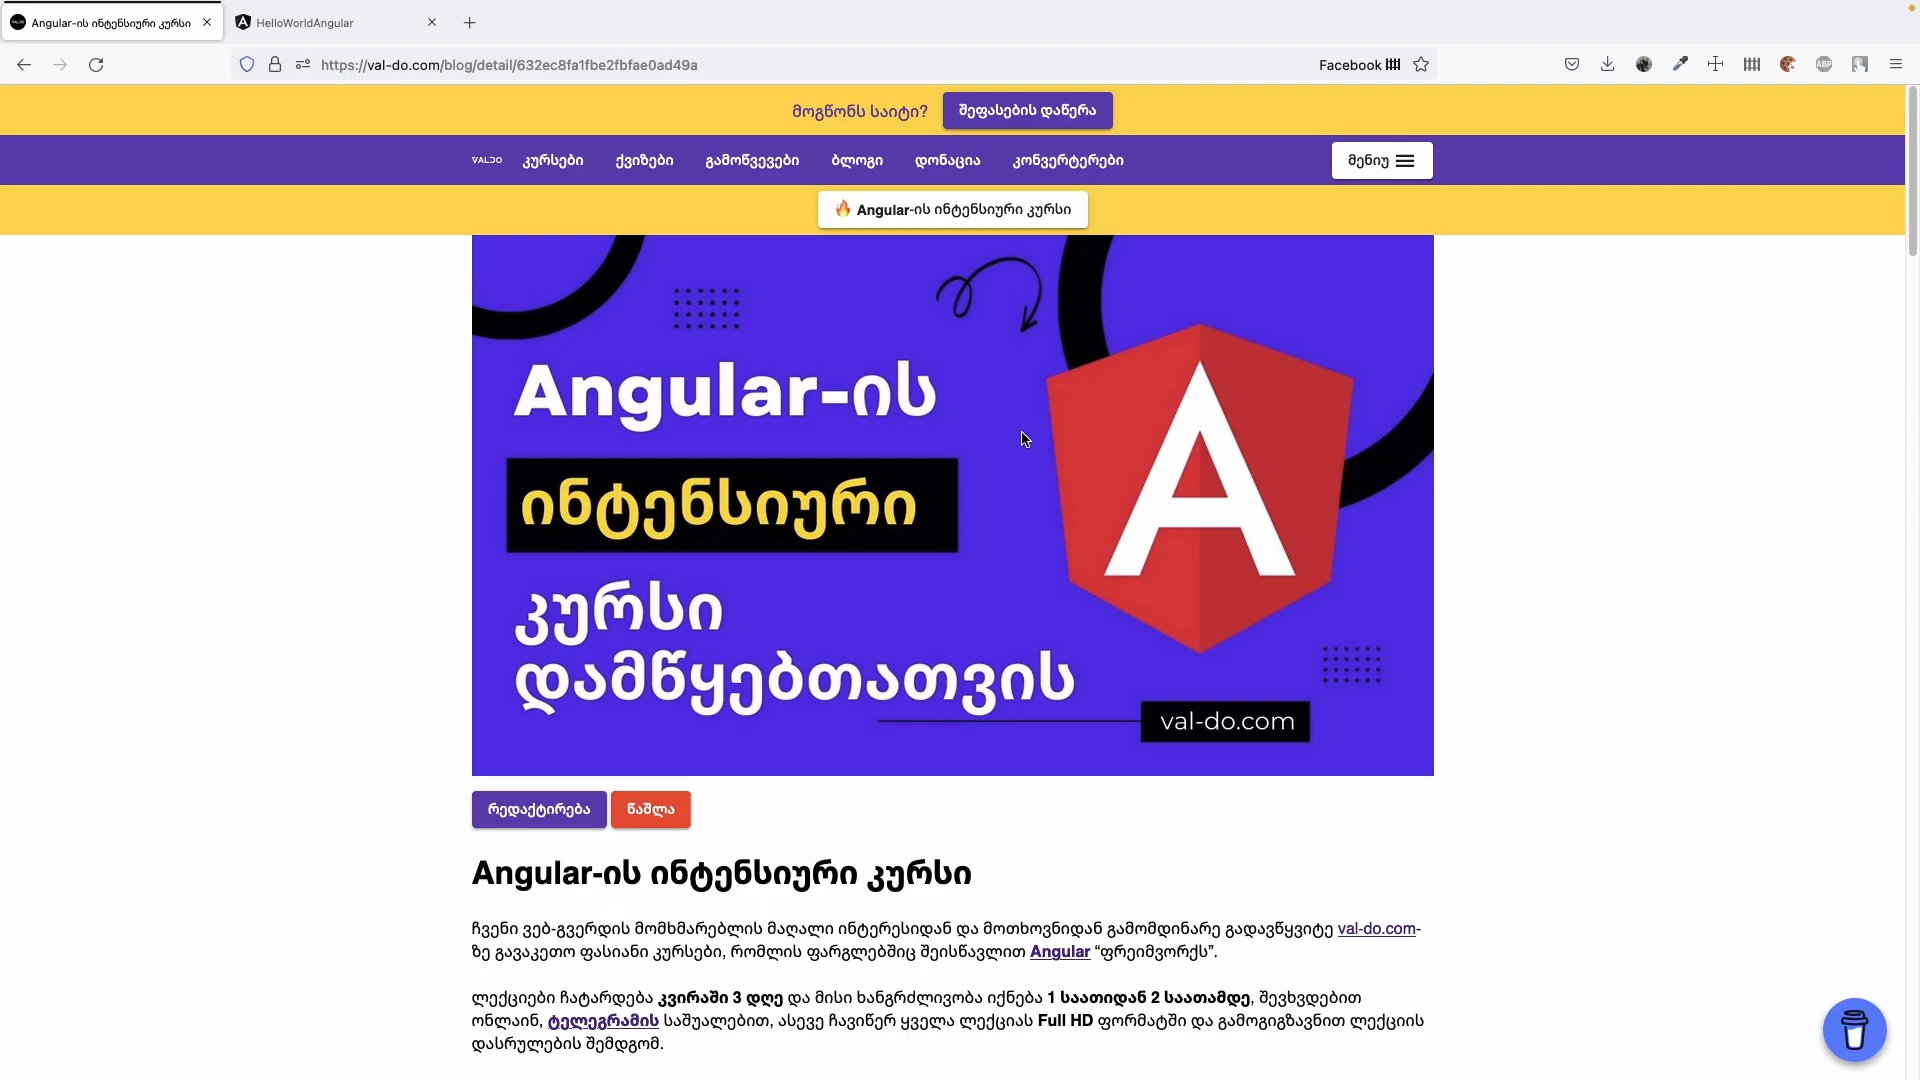 Angular-ის ინტენსიური კურსი
HelloWorldAngular
https://val-do.com/blog/detail/632ec8fa1fbe2fbfae0ad49a
Facebook
ABP
მოგწონს საიტი?
შეფასების დაწერა
VALDO
კურსები
ქვიზები
გამოწვევები
ბლოგი
დონაცია
კონვერტერები
მენიუ
Angular-ის ინტენსიური კურსი
Angular-ის
ინტენსიური
კურსი
დამწყებთათვის
val-do.com
რედაქტირება
წაშლა
Angular-ის ინტენსიური კურსი
ჩვენი ვებ-გვერდის მომხმარებლის მაღალი ინტერესიდან და მოთხოვნიდან გამომდინარე გადავწყვიტე val-do.com-
ზე გავაკეთო ფასიანი კურსები, რომლის ფარგლებშიც შეისწავლით Angular “ფრეიმვორქს”.
ლექციები ჩატარდება კვირაში 3 დღე და მისი ხანგრძლივობა იქნება 1 საათიდან 2 საათამდე, შევხვდებით
ონლაინ, ტელეგრამის საშუალებით, ასევე ჩავიწერ ყველა ლექციას Full HD ფორმატში და გამოგიგზავნით ლექციის
დასრულების შემდგომ.